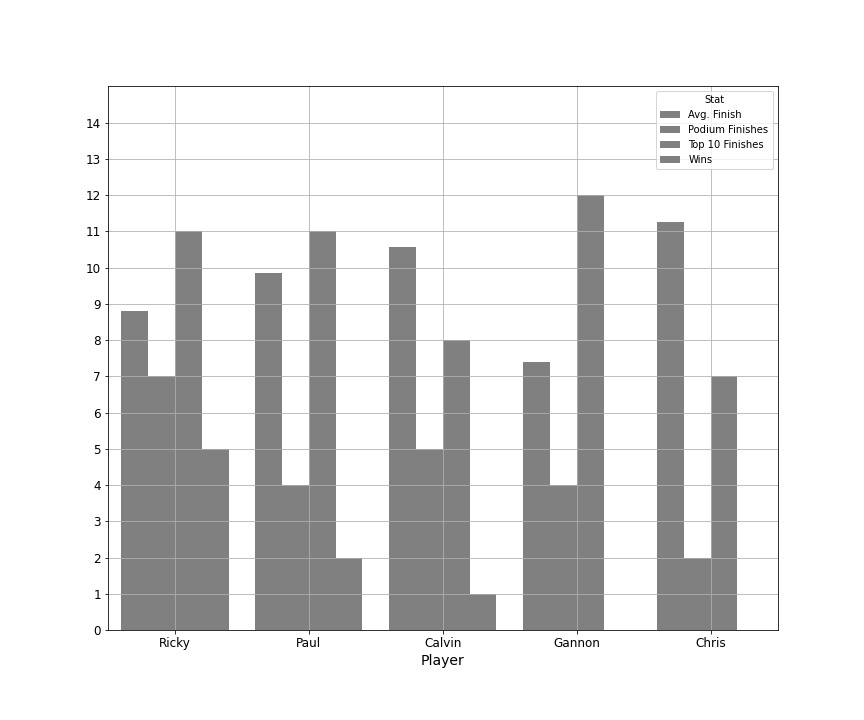 Stat
Avg. Finish
Podium Finishes
Top 10 Finishes
Wins
14
13
12
11
10
9
8
7
6
5
4
3
2
1
0
Ricky Paul Calvin Gannon Chris
Player